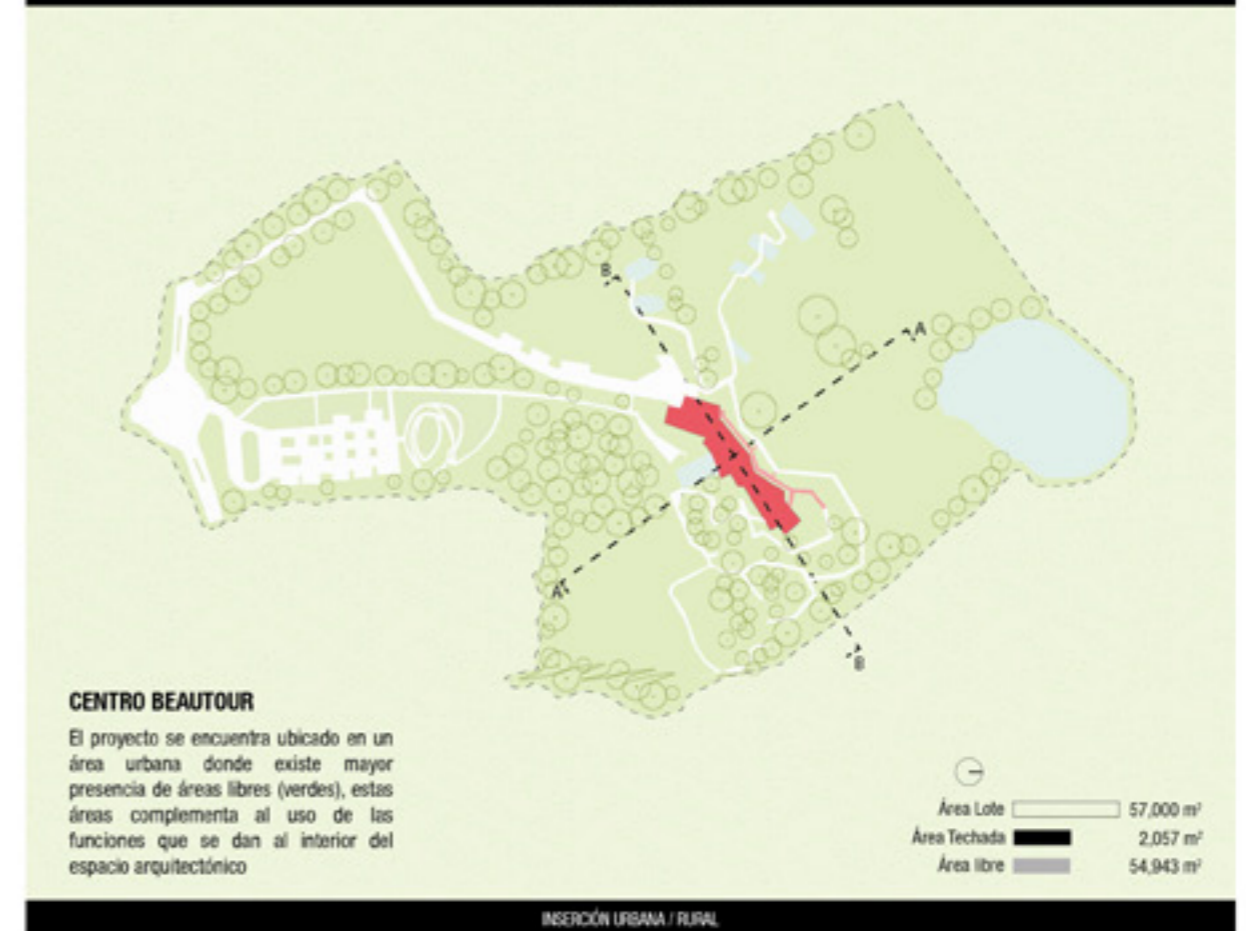 B
A
A'
B
CENTRO BEAUTOUR
El proyecto se encuentra ubicado en un
área urbana donde existe mayor
presencia de áreas libres (verdes), estas
áreas complementa al uso de las
funciones que se dan al interior del
espacio arquitectónico
Área Lote 57,000 m²
Área Techada 2,057 m²
Área libre 54,943 m²
INSERCIÓN URBANA / RURAL